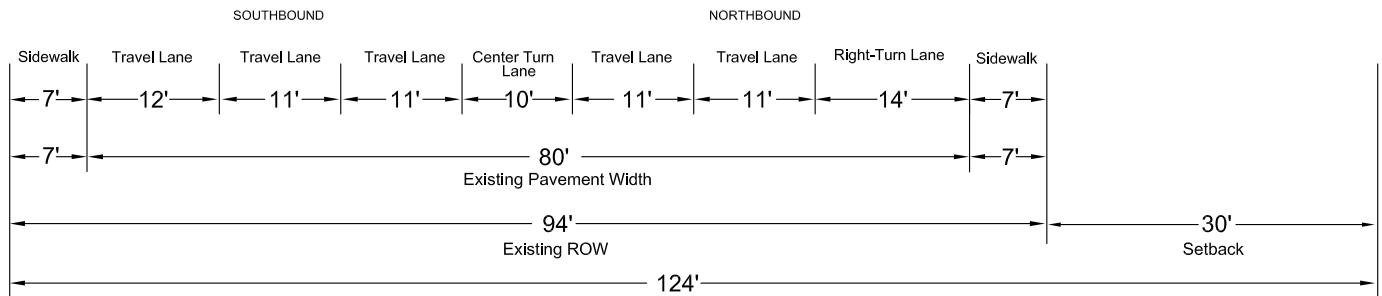 SOUTHBOUND NORTHBOUND
Sidewalk Travel Lane Travel Lane Travel Lane Center Turn Lane Travel Lane Travel Lane Right-Turn Lane Sidewalk
7' 12' 11' 11' 10' 11' 11' 14' 7'
7' 80' 7'
Existing Pavement Width
94' 30'
Existing ROW Setback
124'